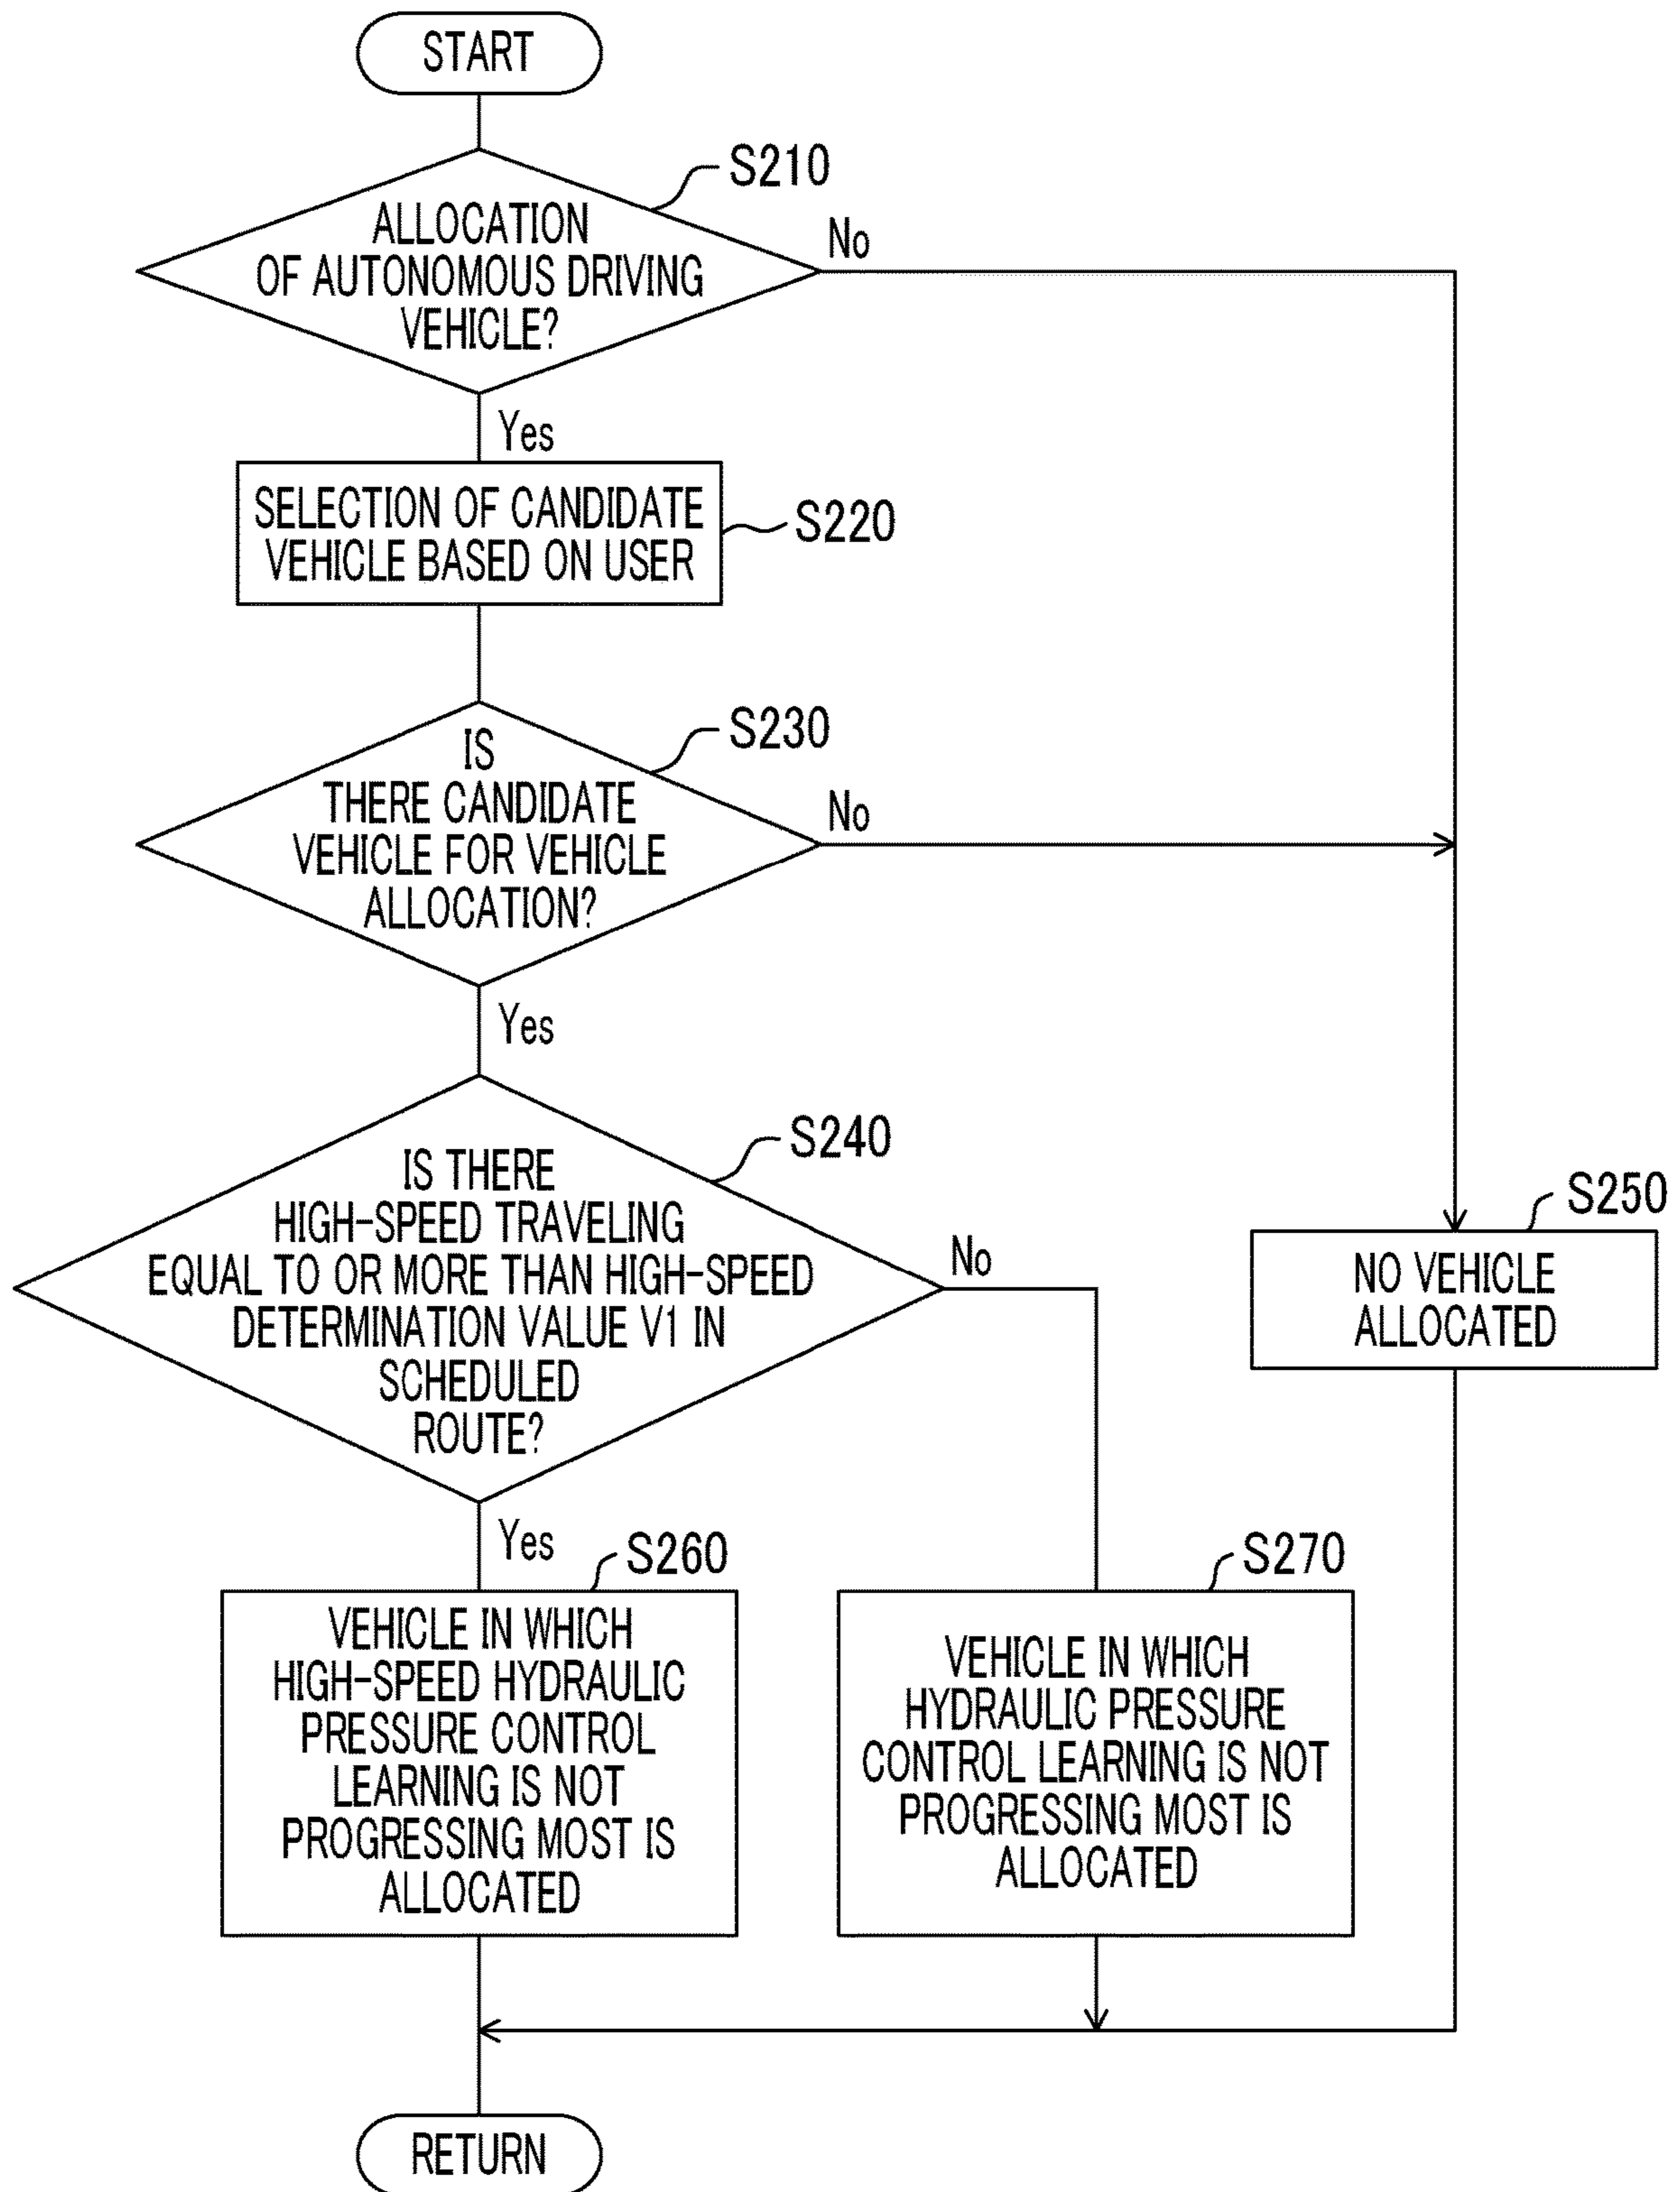 START
S210
ALLOCATION
OF AUTONOMOUS DRIVING
VEHICLE?
No
Yes
SELECTION OF CANDIDATE
VEHICLE BASED ON USER
S220
S230
IS
THERE CANDIDATE
VEHICLE FOR VEHICLE
ALLOCATION?
No
Yes
S240
IS THERE
HIGH-SPEED TRAVELING
EQUAL TO OR MORE THAN HIGH-SPEED
DETERMINATION VALUE V1 IN
SCHEDULED
ROUTE?
No
Yes
S250
NO VEHICLE
ALLOCATED
S260
VEHICLE IN WHICH
HIGH-SPEED HYDRAULIC
PRESSURE CONTROL
LEARNING IS NOT
PROGRESSING MOST IS
ALLOCATED
S270
VEHICLE IN WHICH
HYDRAULIC PRESSURE
CONTROL LEARNING IS NOT
PROGRESSING MOST IS
ALLOCATED
RETURN